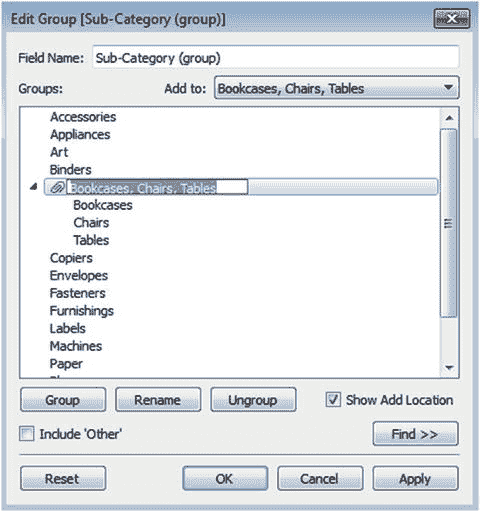 Edit Group [Sub-Category (group)]
Field Name: Sub-Category (group)
Groups: Add to: Bookcases, Chairs, Tables
Accessories
Appliances
Art
Binders
Bookcases, Chairs, Tables
Bookcases
Chairs
Tables
Copiers
Envelopes
Fasteners
Furnishings
Labels
Machines
Paper
Group Rename Ungroup Show Add Location
Include 'Other' Find >>
Reset OK Cancel Apply